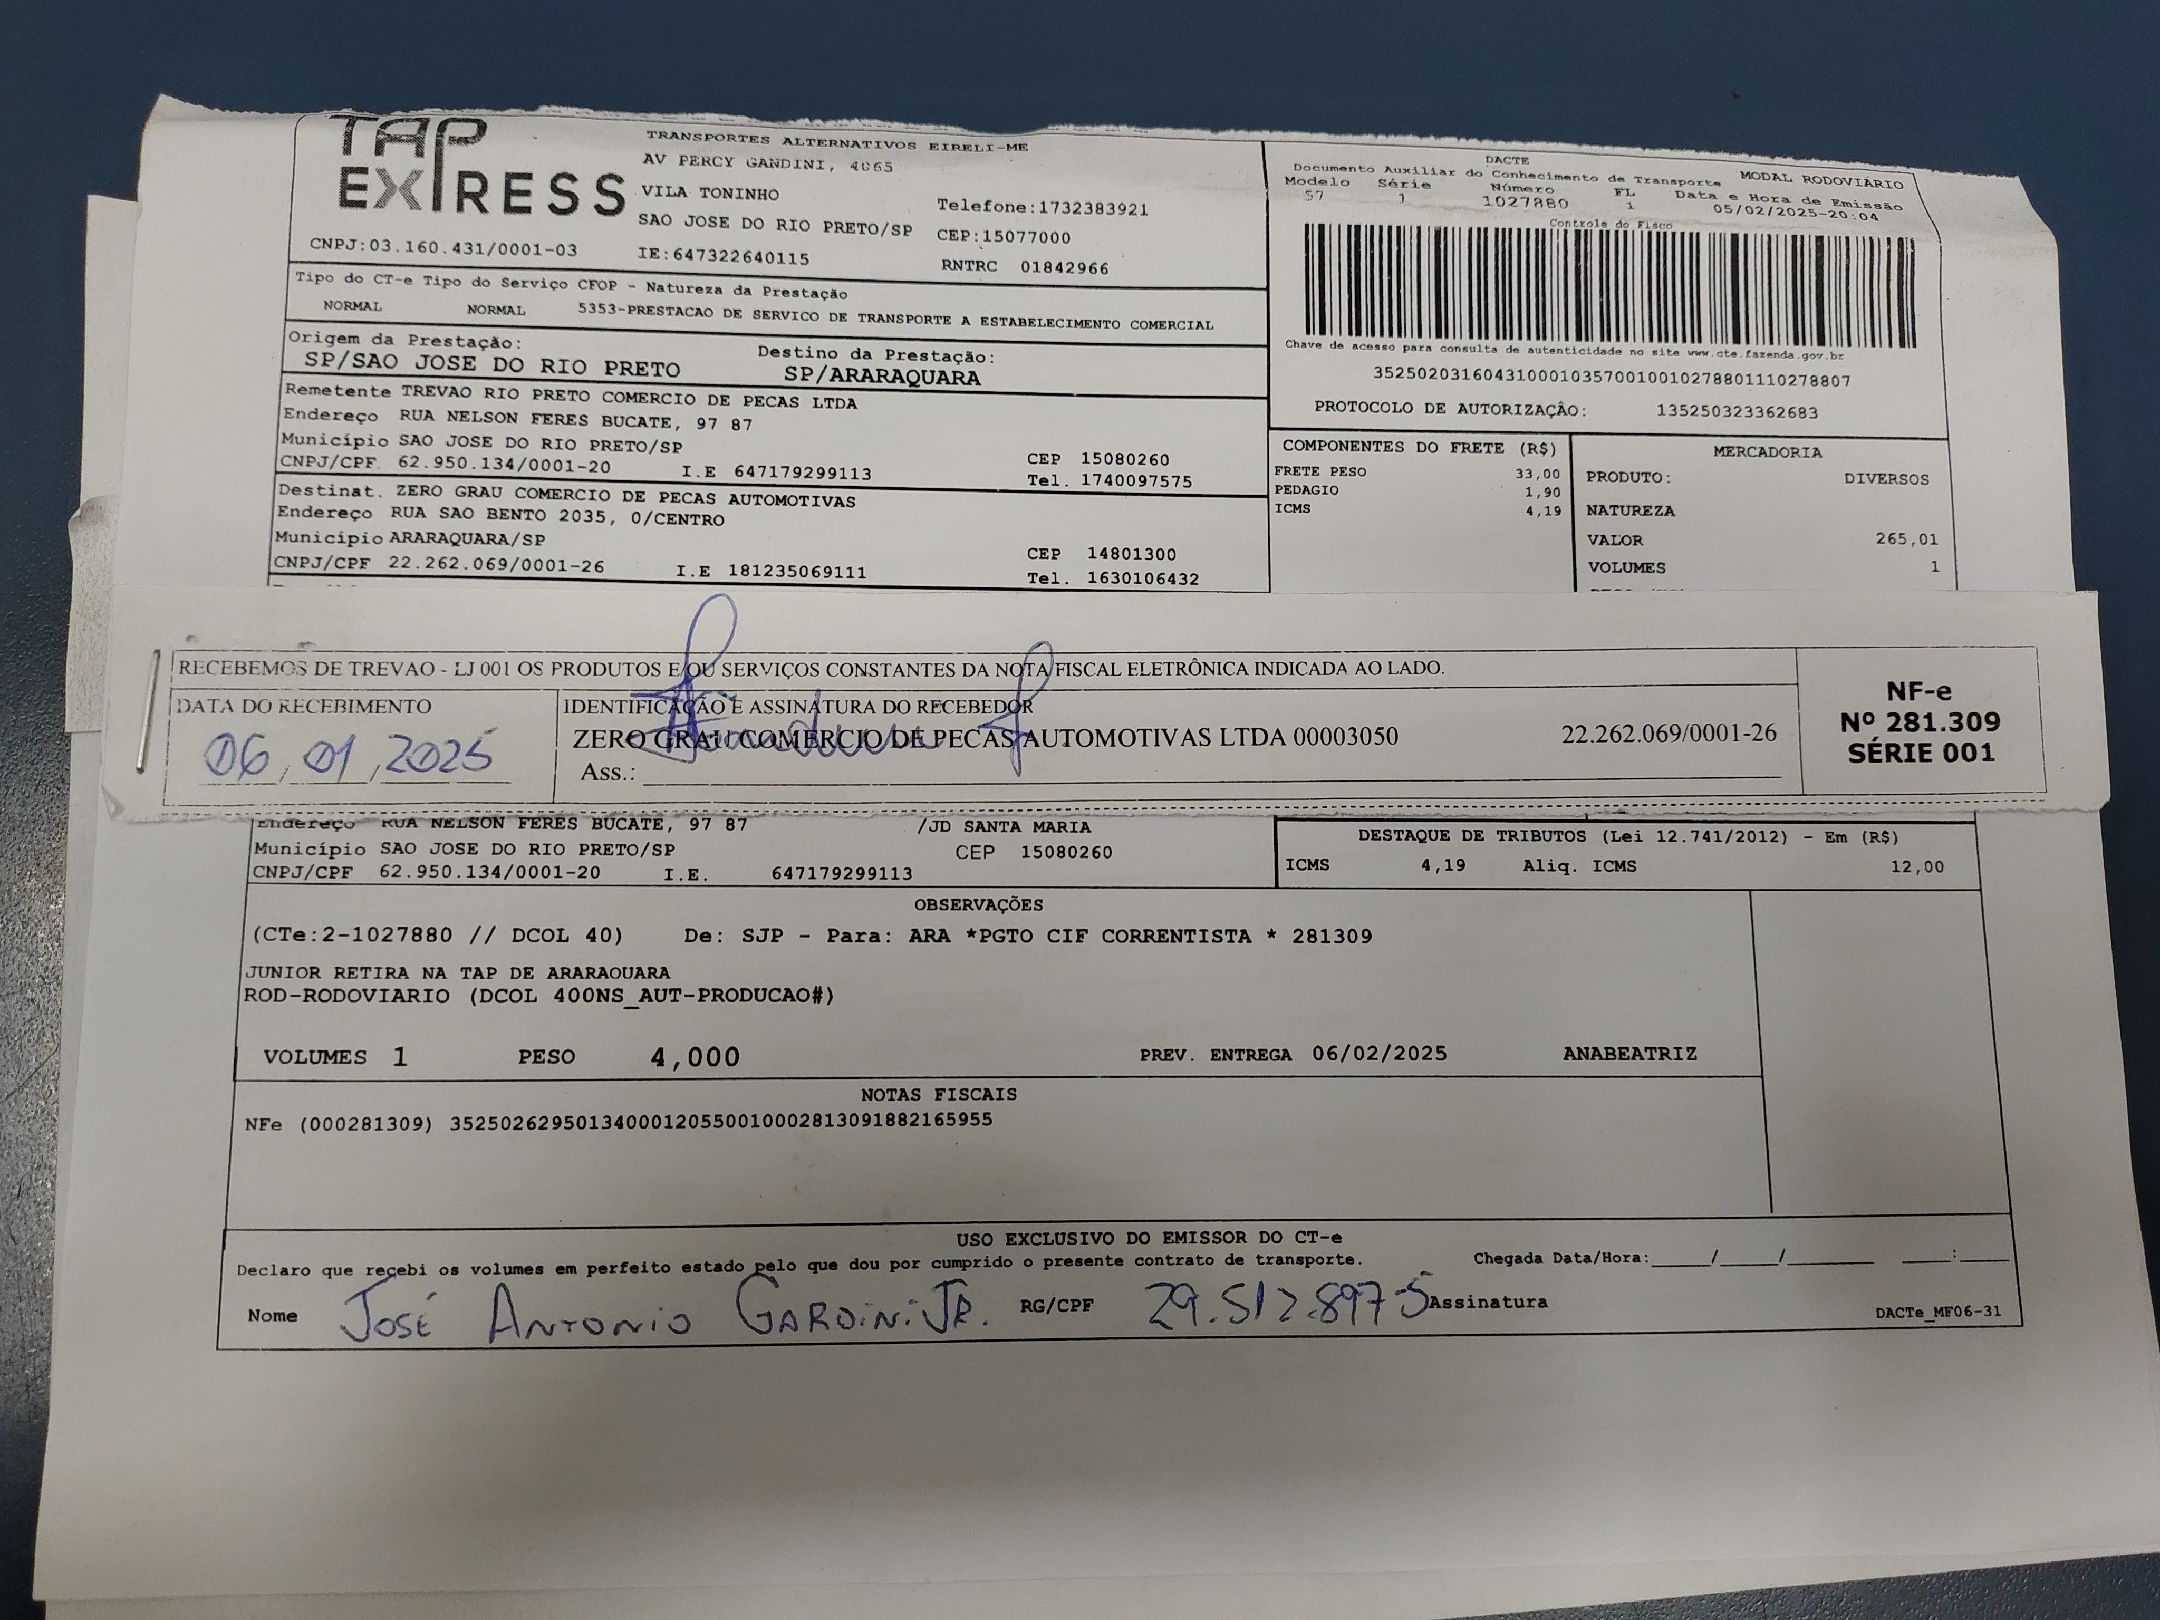 TAP EXPRESS
TRANSPORTES ALTERNATIVOS EIRELI-ME
AV PERCY GANDINI, 4065
VILA TONINHO
Telefone:1732383921
SAO JOSE DO RIO PRETO/SP
CEP:15077000
CNPJ:03.160.431/0001-03
IE:647322640115
RNTRC 01842966
DACTE
Documento Auxiliar do Conhecimento de Transporte MODAL RODOVIÁRIO
Modelo Série Número FL Data e Hora de Emissão
57 1 1027880 1 05/02/2025-20:04
Controle do Fisco
Chave de acesso para consulta de autenticidade no site www.cte.fazenda.gov.br
35250203160431000103570010010278801110278807
PROTOCOLO DE AUTORIZAÇÃO: 135250323362683
Tipo do CT-e Tipo do Serviço CFOP - Natureza da Prestação
NORMAL NORMAL 5353-PRESTACAO DE SERVICO DE TRANSPORTE A ESTABELECIMENTO COMERCIAL
Origem da Prestação: Destino da Prestação:
SP/SAO JOSE DO RIO PRETO SP/ARARAQUARA
Remetente TREVAO RIO PRETO COMERCIO DE PECAS LTDA
Endereço RUA NELSON FERES BUCATE, 97 87
Município SAO JOSE DO RIO PRETO/SP CEP 15080260
CNPJ/CPF 62.950.134/0001-20 I.E 647179299113 Tel. 1740097575
Destinat. ZERO GRAU COMERCIO DE PECAS AUTOMOTIVAS
Endereço RUA SAO BENTO 2035, 0/CENTRO
Município ARARAQUARA/SP CEP 14801300
CNPJ/CPF 22.262.069/0001-26 I.E 181235069111 Tel. 1630106432
COMPONENTES DO FRETE (R$)
FRETE PESO 33,00
PEDAGIO 1,90
ICMS 4,19
MERCADORIA
PRODUTO: DIVERSOS
NATUREZA
VALOR 265,01
VOLUMES 1
RECEBEMOS DE TREVAO - LJ 001 OS PRODUTOS E/OU SERVIÇOS CONSTANTES DA NOTA FISCAL ELETRÔNICA INDICADA AO LADO.
DATA DO RECEBIMENTO
06,01,2025
IDENTIFICAÇÃO E ASSINATURA DO RECEBEDOR
ZERO GRAU COMERCIO DE PECAS AUTOMOTIVAS LTDA 00003050 22.262.069/0001-26
Ass.:
NF-e
Nº 281.309
SÉRIE 001
Endereço RUA NELSON FERES BUCATE, 97 87 /JD SANTA MARIA
Município SAO JOSE DO RIO PRETO/SP CEP 15080260
CNPJ/CPF 62.950.134/0001-20 I.E. 647179299113
DESTAQUE DE TRIBUTOS (Lei 12.741/2012) - Em (R$)
ICMS 4,19 Aliq. ICMS 12,00
OBSERVAÇÕES
(CTe:2-1027880 // DCOL 40) De: SJP - Para: ARA *PGTO CIF CORRENTISTA * 281309
JUNIOR RETIRA NA TAP DE ARARAQUARA
ROD-RODOVIARIO (DCOL 400NS_AUT-PRODUCAO#)
VOLUMES 1 PESO 4,000 PREV. ENTREGA 06/02/2025 ANABEATRIZ
NOTAS FISCAIS
NFe (000281309) 35250262950134000120550010002813091882165955
USO EXCLUSIVO DO EMISSOR DO CT-e
Declaro que recebi os volumes em perfeito estado pelo que dou por cumprido o presente contrato de transporte. Chegada Data/Hora:____/____/______ ____:____
Nome JOSÉ ANTONIO GARDINI JR. RG/CPF 29.512.897-5 Assinatura
DACTe_MF06-31